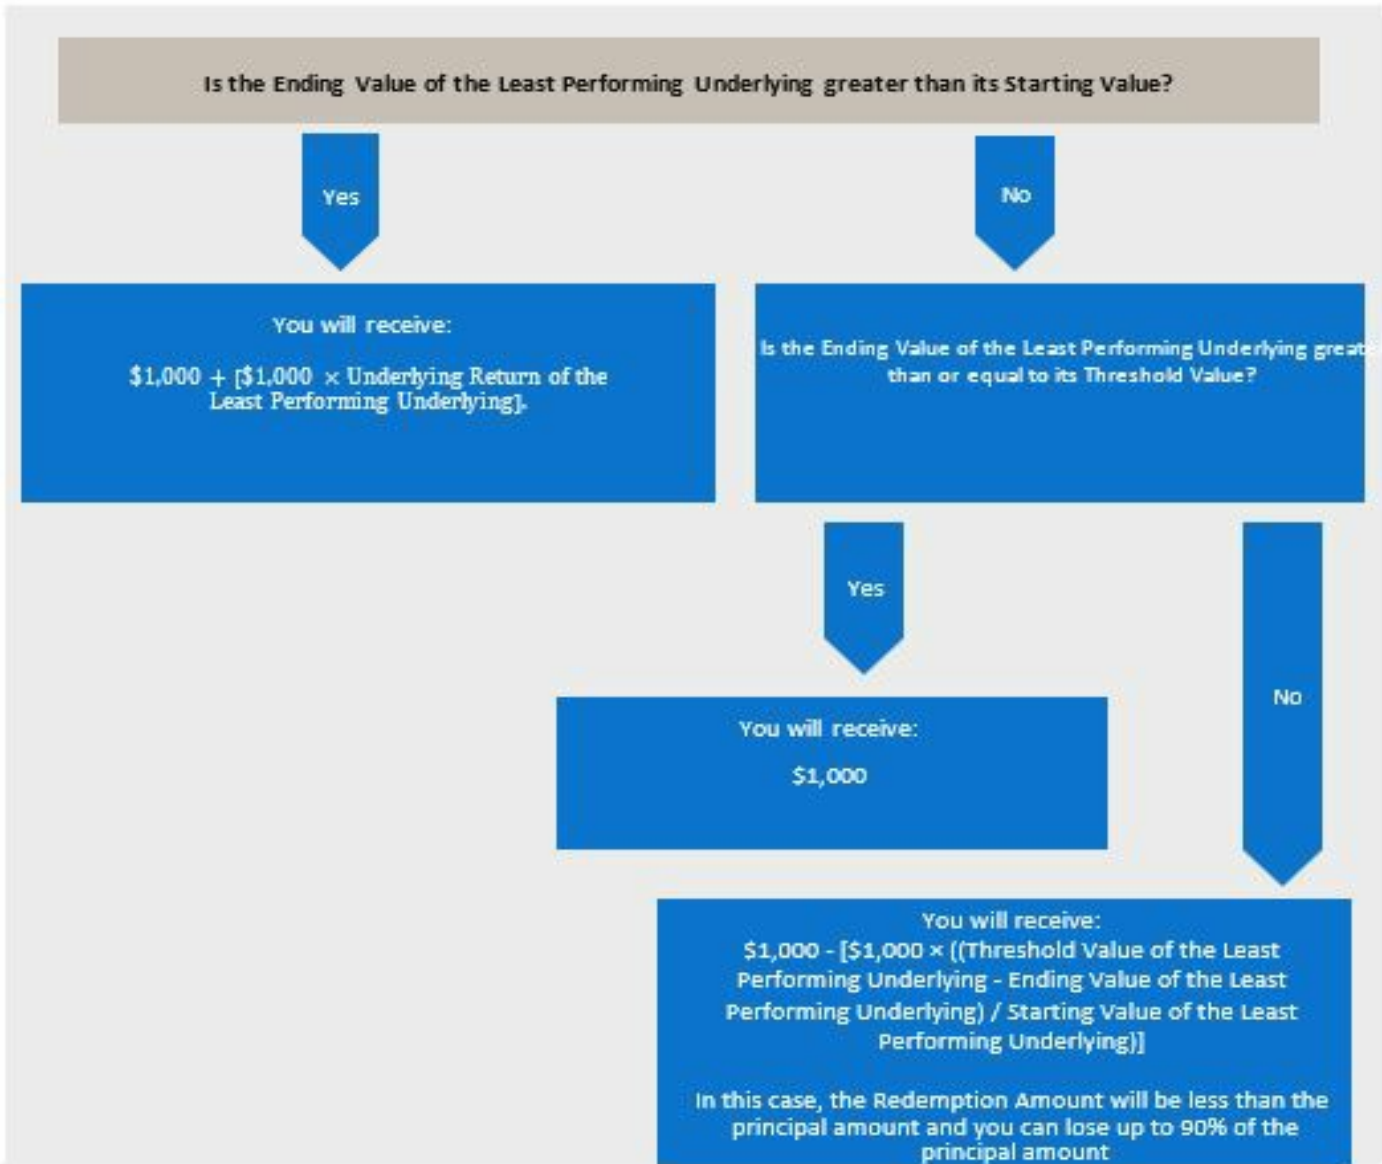 Is the Ending Value of the Least Performing Underlying greater than its Starting Value?
Yes
No
You will receive:
$1,000 + [$1,000 × Underlying Return of the
Least Performing Underlying].
Is the Ending Value of the Least Performing Underlying greate
than or equal to its Threshold Value?
Yes
No
You will receive:
$1,000
You will receive:
$1,000 - [$1,000 × ((Threshold Value of the Least
Performing Underlying - Ending Value of the Least
Performing Underlying) / Starting Value of the Least
Performing Underlying)]
In this case, the Redemption Amount will be less than the
principal amount and you can lose up to 90% of the
principal amount